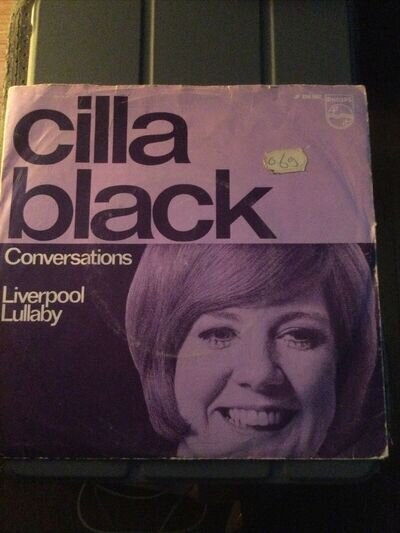 cilla
black
PHILIPS
0.69
Conversations
Liverpool
Lullaby